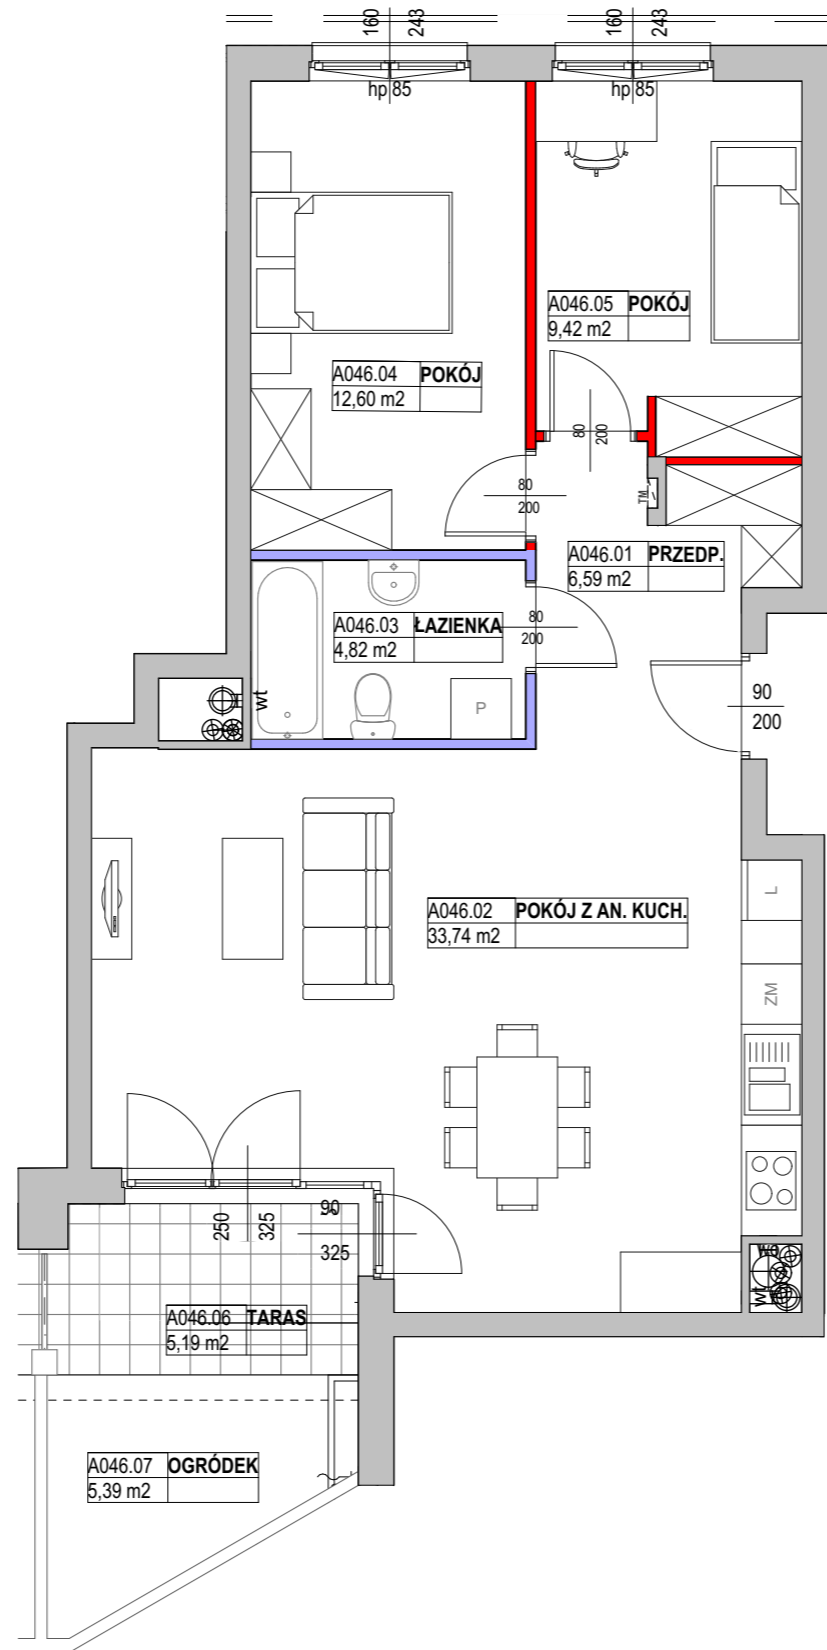 160
243
160
243
hp 85
hp 85
A046.05 POKÓJ
9,42 m2
A046.04 POKÓJ
12,60 m2
80
200
80
200
TM
A046.01 PRZEDP.
6,59 m2
A046.03 ŁAZIENKA
4,82 m2
80
200
wt
P
90
200
L
A046.02 POKÓJ Z AN. KUCH.
33,74 m2
ZM
250
325
90
325
wt
A046.06 TARAS
5,19 m2
A046.07 OGRÓDEK
5,39 m2